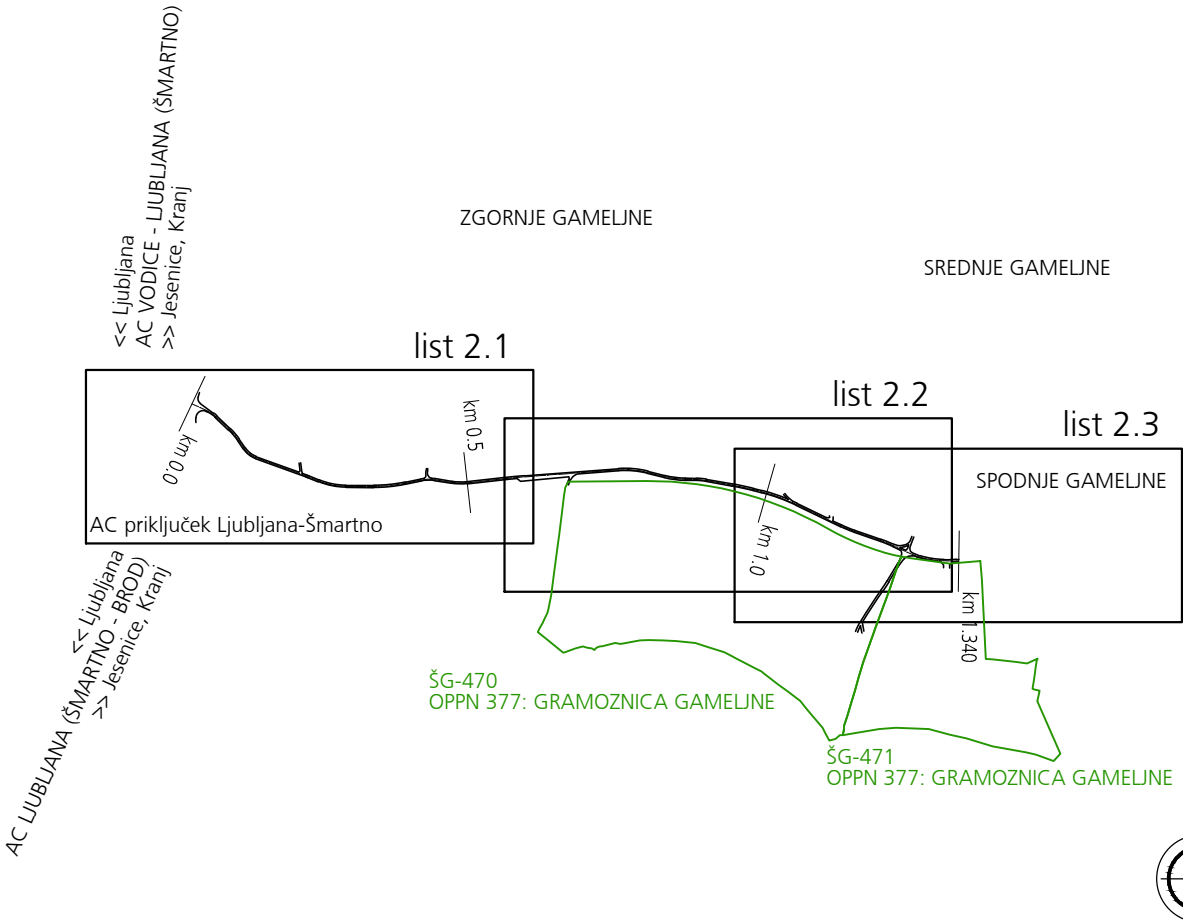 << Ljubljana
AC VODICE - LJUBLJANA (ŠMARTNO)
>> Jesenice, Kranj
ZGORNJE GAMELJNE
SREDNJE GAMELJNE
list 2.1
list 2.2
list 2.3
km 0.0
km 0.5
SPODNJE GAMELJNE
AC priključek Ljubljana-Šmartno
km 1.0
km 1.340
<< Ljubljana
AC LJUBLJANA (ŠMARTNO - BROD)
>> Jesenice, Kranj
ŠG-470
OPPN 377: GRAMOZNICA GAMELJNE
ŠG-471
OPPN 377: GRAMOZNICA GAMELJNE